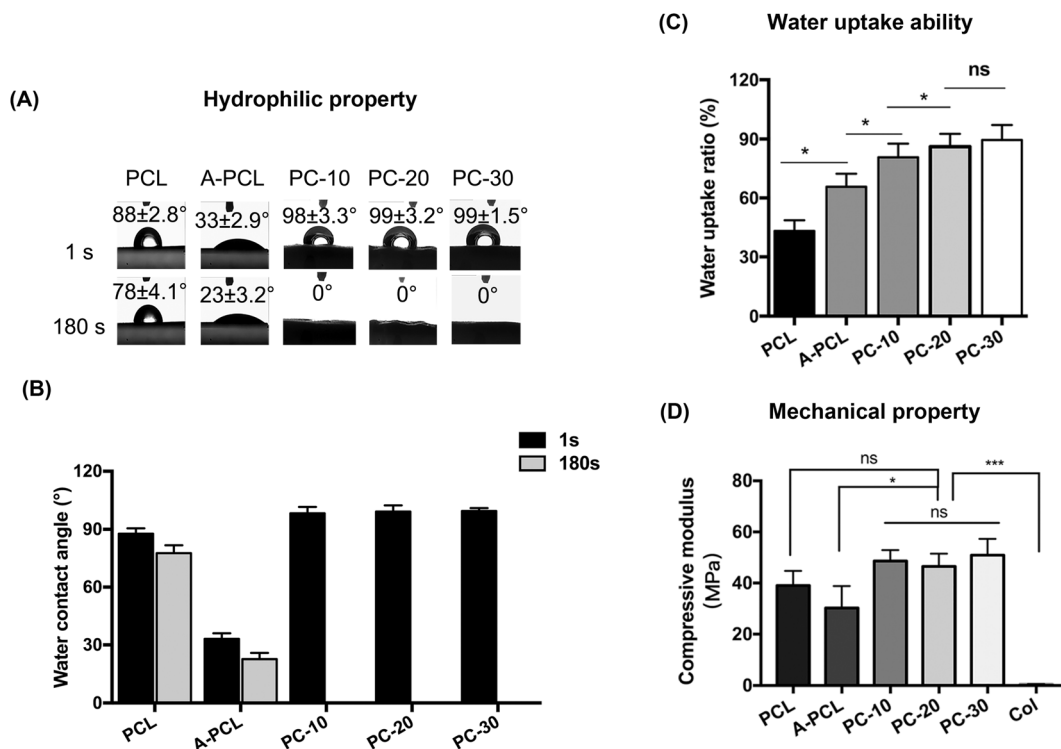 (A) Hydrophilic property
PCL A-PCL PC-10 PC-20 PC-30
88±2.8° 33±2.9° 98±3.3° 99±3.2° 99±1.5°
1 s
78±4.1° 23±3.2° 0° 0° 0°
180 s
(B)
1s
180s
Water contact angle (°)
120
90
60
30
0
PCL A-PCL PC-10 PC-20 PC-30
(C) Water uptake ability
Water uptake ratio (%)
120
90
60
30
0
* * * ns
PCL A-PCL PC-10 PC-20 PC-30
(D) Mechanical property
Compressive modulus
(MPa)
80
60
40
20
0
ns
* ***
ns
PCL A-PCL PC-10 PC-20 PC-30 Col